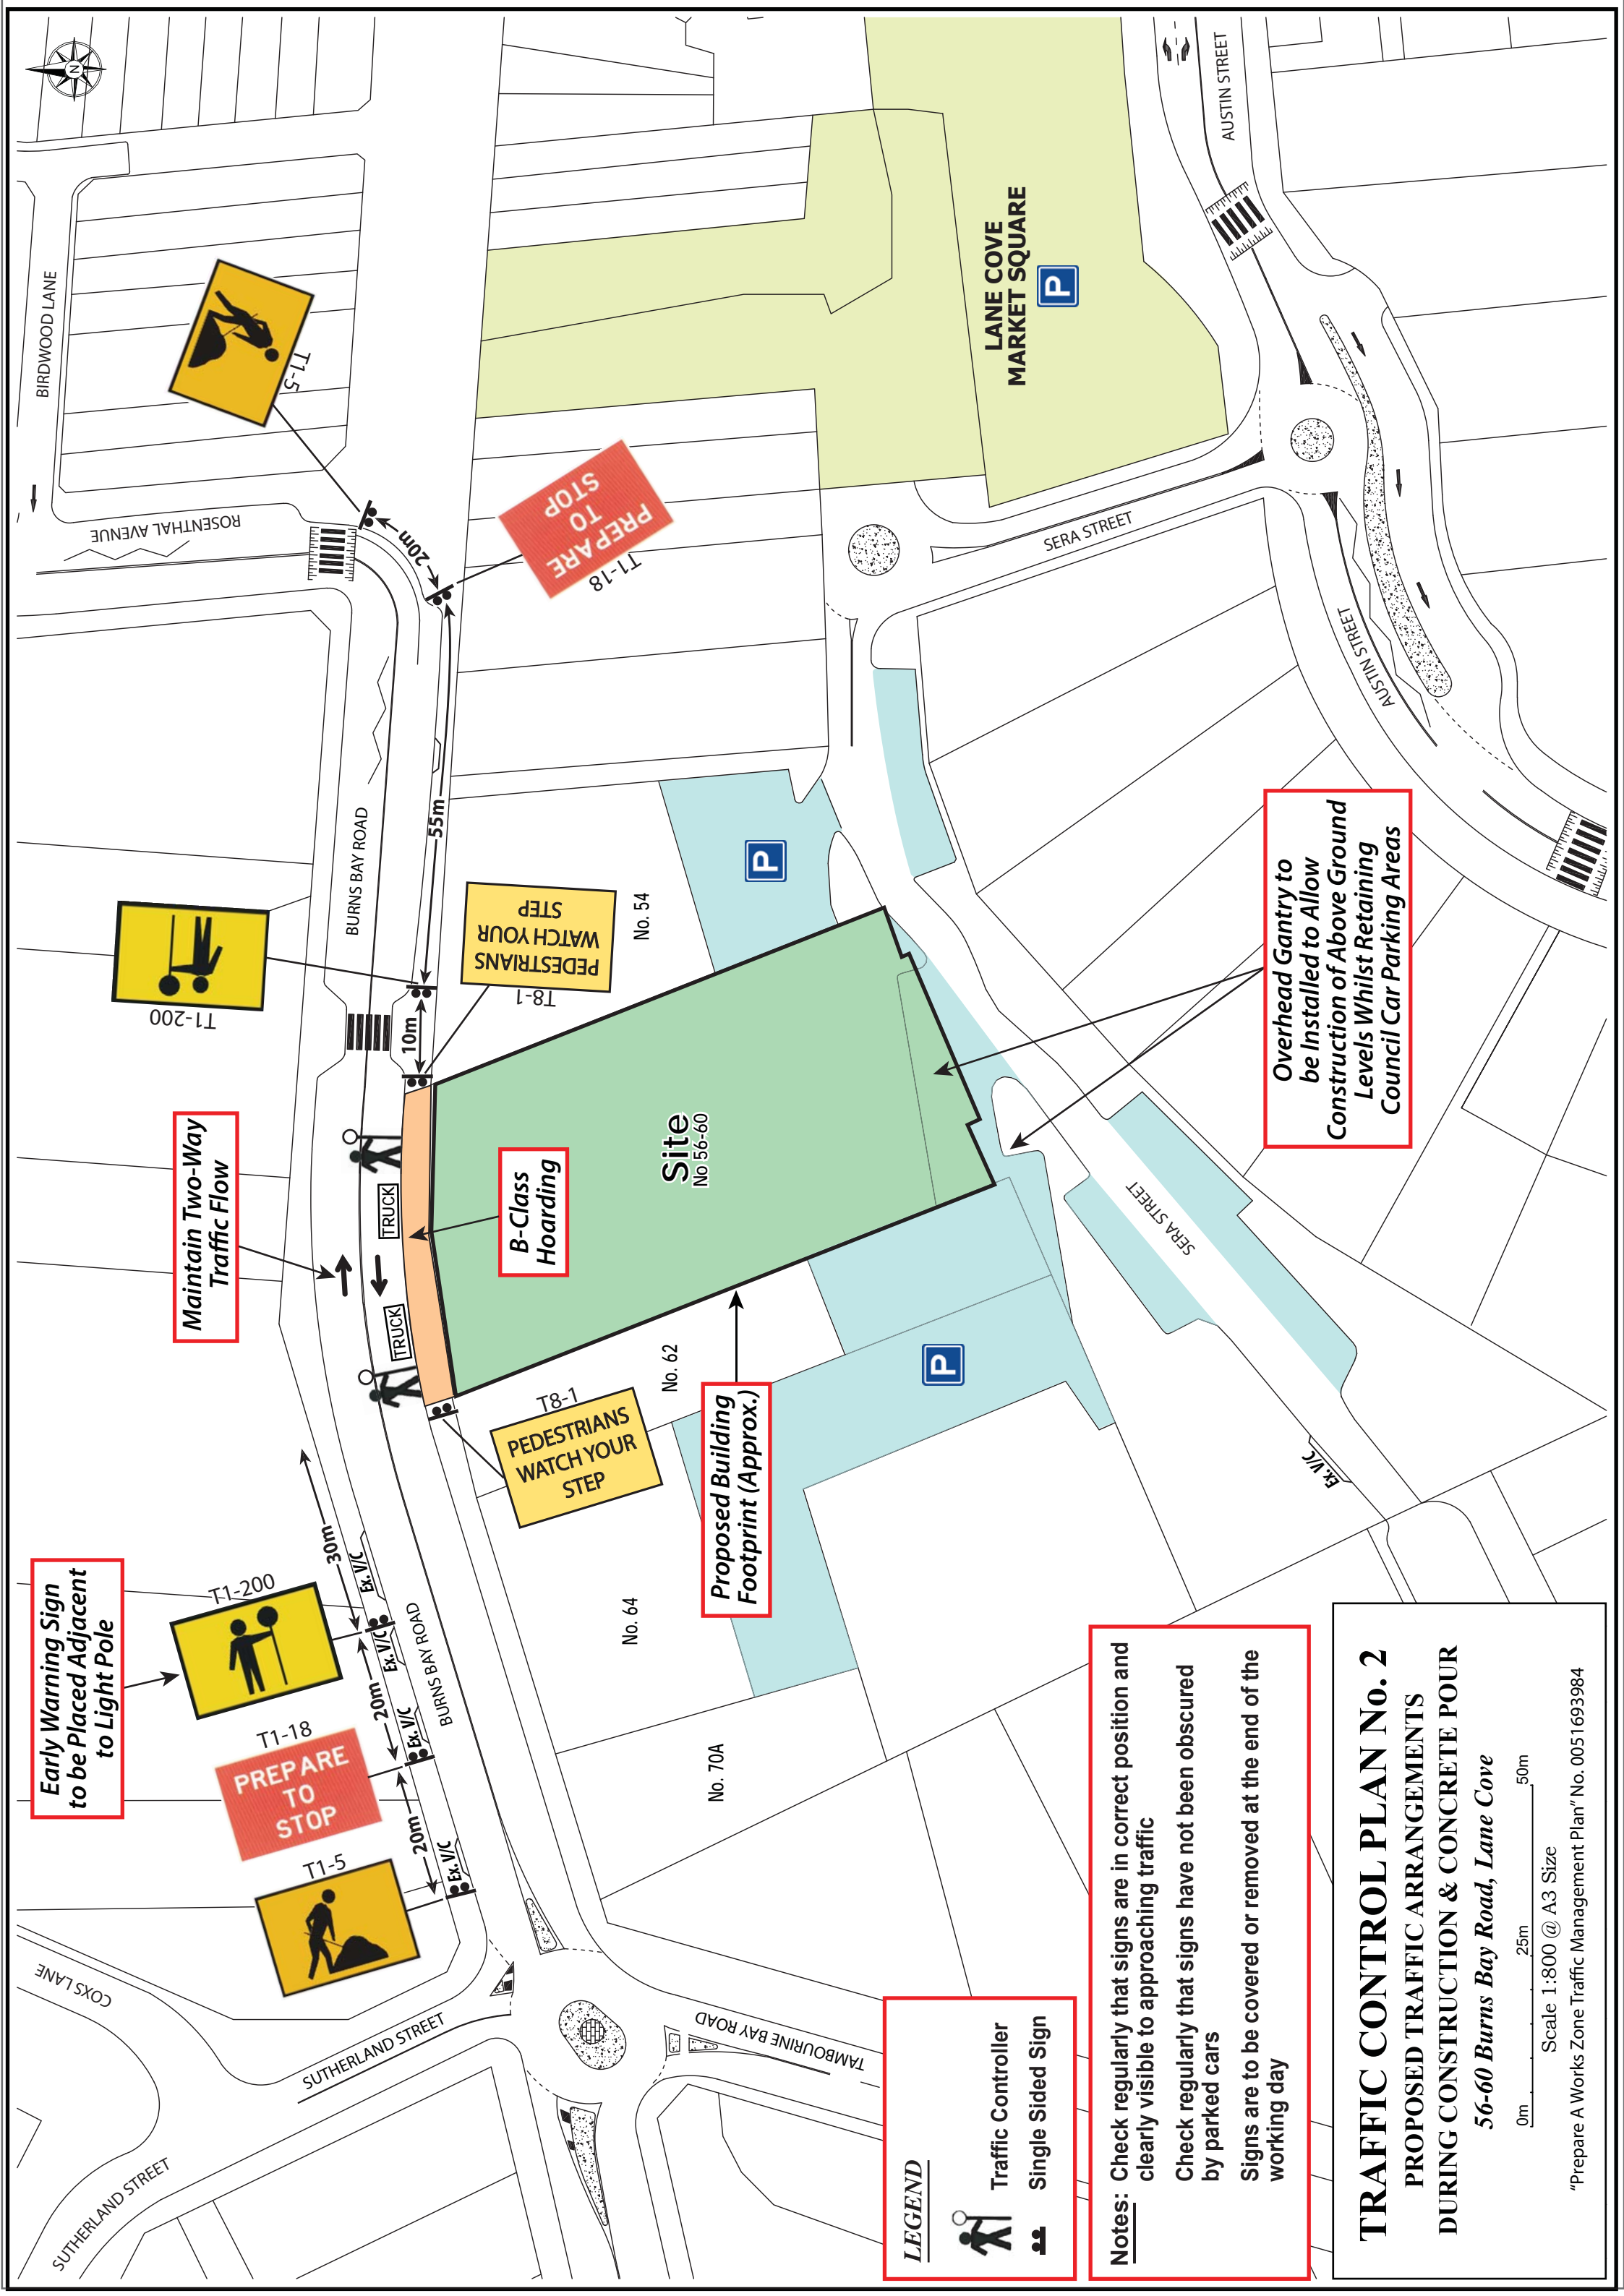 COXS LANE
SUTHERLAND STREET
SUTHERLAND STREET
TAMBOURINE BAY ROAD
Early Warning Sign
to be Placed Adjacent
to Light Pole
T1-5
T1-18
PREPARE
TO
STOP
T1-200
20m
20m
30m
Ex. V/C
Ex. V/C
Ex. V/C
Ex. V/C
BURNS BAY ROAD
Maintain Two-Way
Traffic Flow
TRUCK
TRUCK
T8-1
PEDESTRIANS
WATCH YOUR
STEP
B-Class
Hoarding
T1-200
BURNS BAY ROAD
10m
55m
20m
T8-1
PEDESTRIANS
WATCH YOUR
STEP
T1-18
PREPARE
TO
STOP
T1-5
ROSENTHAL AVENUE
BIRDWOOD LANE
N
No. 70A
No. 64
No. 62
Site
No 56-60
No. 54
Proposed Building
Footprint (Approx.)
P
P
LANE COVE
MARKET SQUARE
P
SERA STREET
SERA STREET
Ex. V/C
AUSTIN STREET
AUSTIN STREET
Overhead Gantry to
be Installed to Allow
Construction of Above Ground
Levels Whilst Retaining
Council Car Parking Areas
LEGEND
Traffic Controller
Single Sided Sign
Notes: Check regularly that signs are in correct position and
clearly visible to approaching traffic
Check regularly that signs have not been obscured
by parked cars
Signs are to be covered or removed at the end of the
working day
TRAFFIC CONTROL PLAN No. 2
PROPOSED TRAFFIC ARRANGEMENTS
DURING CONSTRUCTION & CONCRETE POUR
56-60 Burns Bay Road, Lane Cove
0m 25m 50m
Scale 1:800 @ A3 Size
"Prepare A Works Zone Traffic Management Plan" No. 0051693984